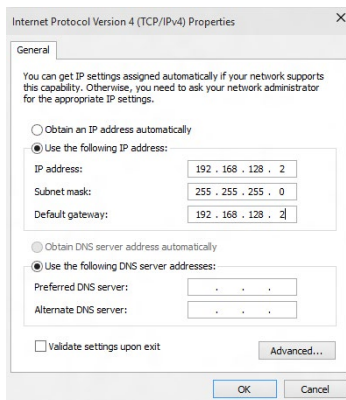 Internet Protocol Version 4 (TCP/IPv4) Properties
General
You can get IP settings assigned automatically if your network supports
this capability. Otherwise, you need to ask your network administrator
for the appropriate IP settings.
Obtain an IP address automatically
Use the following IP address:
IP address: 192 . 168 . 128 . 2
Subnet mask: 255 . 255 . 255 . 0
Default gateway: 192 . 168 . 128 . 2
Obtain DNS server address automatically
Use the following DNS server addresses:
Preferred DNS server: . . .
Alternate DNS server: . . .
Validate settings upon exit
Advanced...
OK Cancel